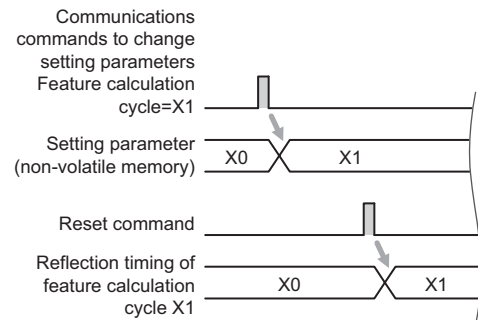 Communications
commands to change
setting parameters
Feature calculation
cycle=X1
Setting parameter
(non-volatile memory)
X0 X1
Reset command
Reflection timing of
feature calculation
cycle X1
X0 X1